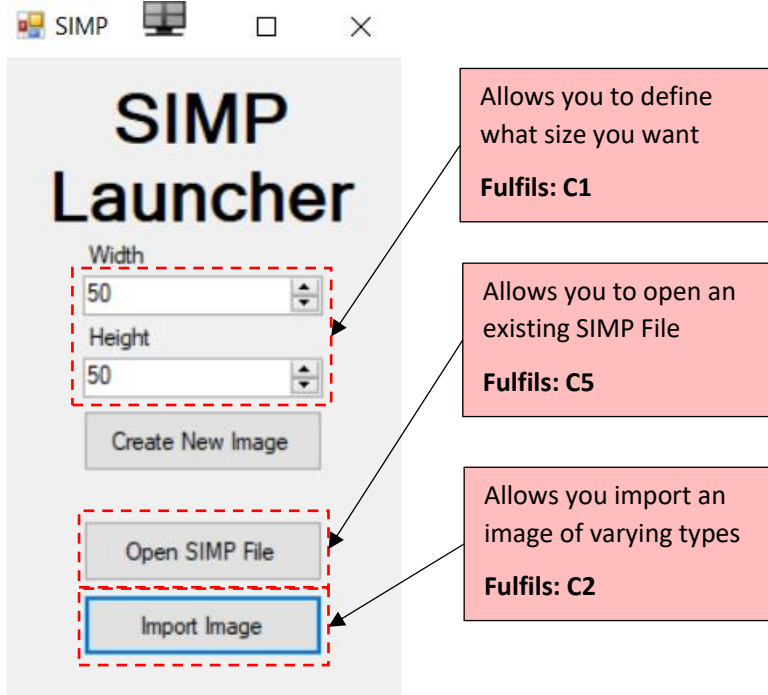 SIMP
SIMP
Launcher
Width
50
Height
50
Create New Image
Open SIMP File
Import Image
Allows you to define
what size you want
Fulfils: C1
Allows you to open an
existing SIMP File
Fulfils: C5
Allows you import an
image of varying types
Fulfils: C2